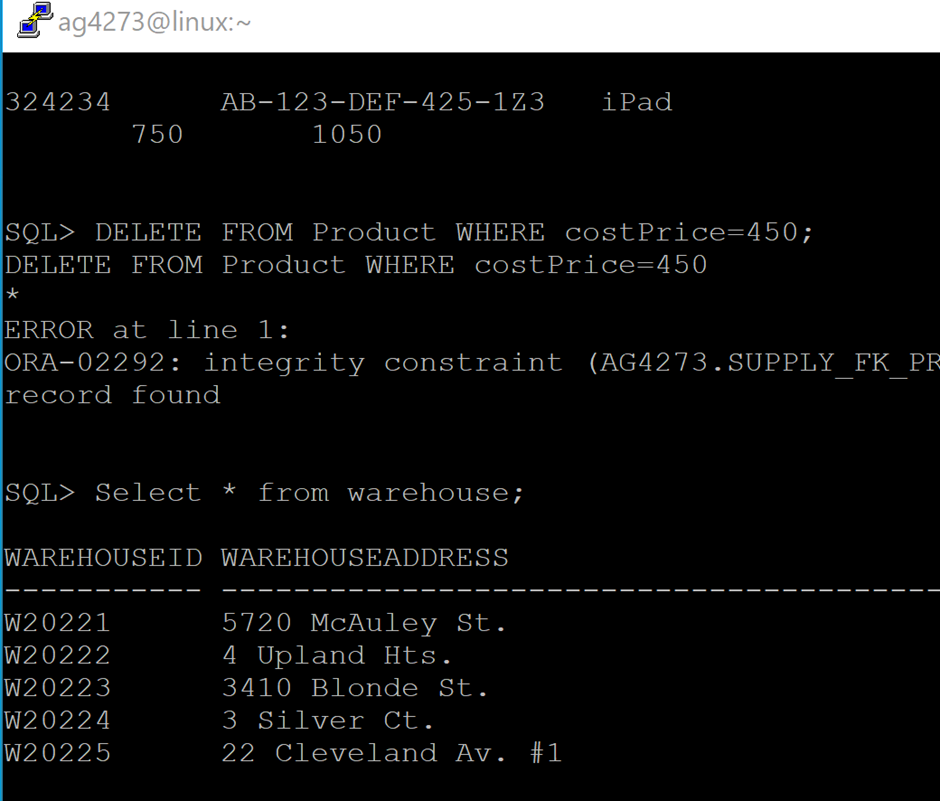 ag4273@linux:~
324234 AB-123-DEF-425-1Z3 iPad
750 1050
SQL> DELETE FROM Product WHERE costPrice=450;
DELETE FROM Product WHERE costPrice=450
*
ERROR at line 1:
ORA-02292: integrity constraint (AG4273.SUPPLY_FK_PR
record found
SQL> Select * from warehouse;
WAREHOUSEID WAREHOUSEADDRESS
----------- ----------------------------------------
W20221 5720 McAuley St.
W20222 4 Upland Hts.
W20223 3410 Blonde St.
W20224 3 Silver Ct.
W20225 22 Cleveland Av. #1